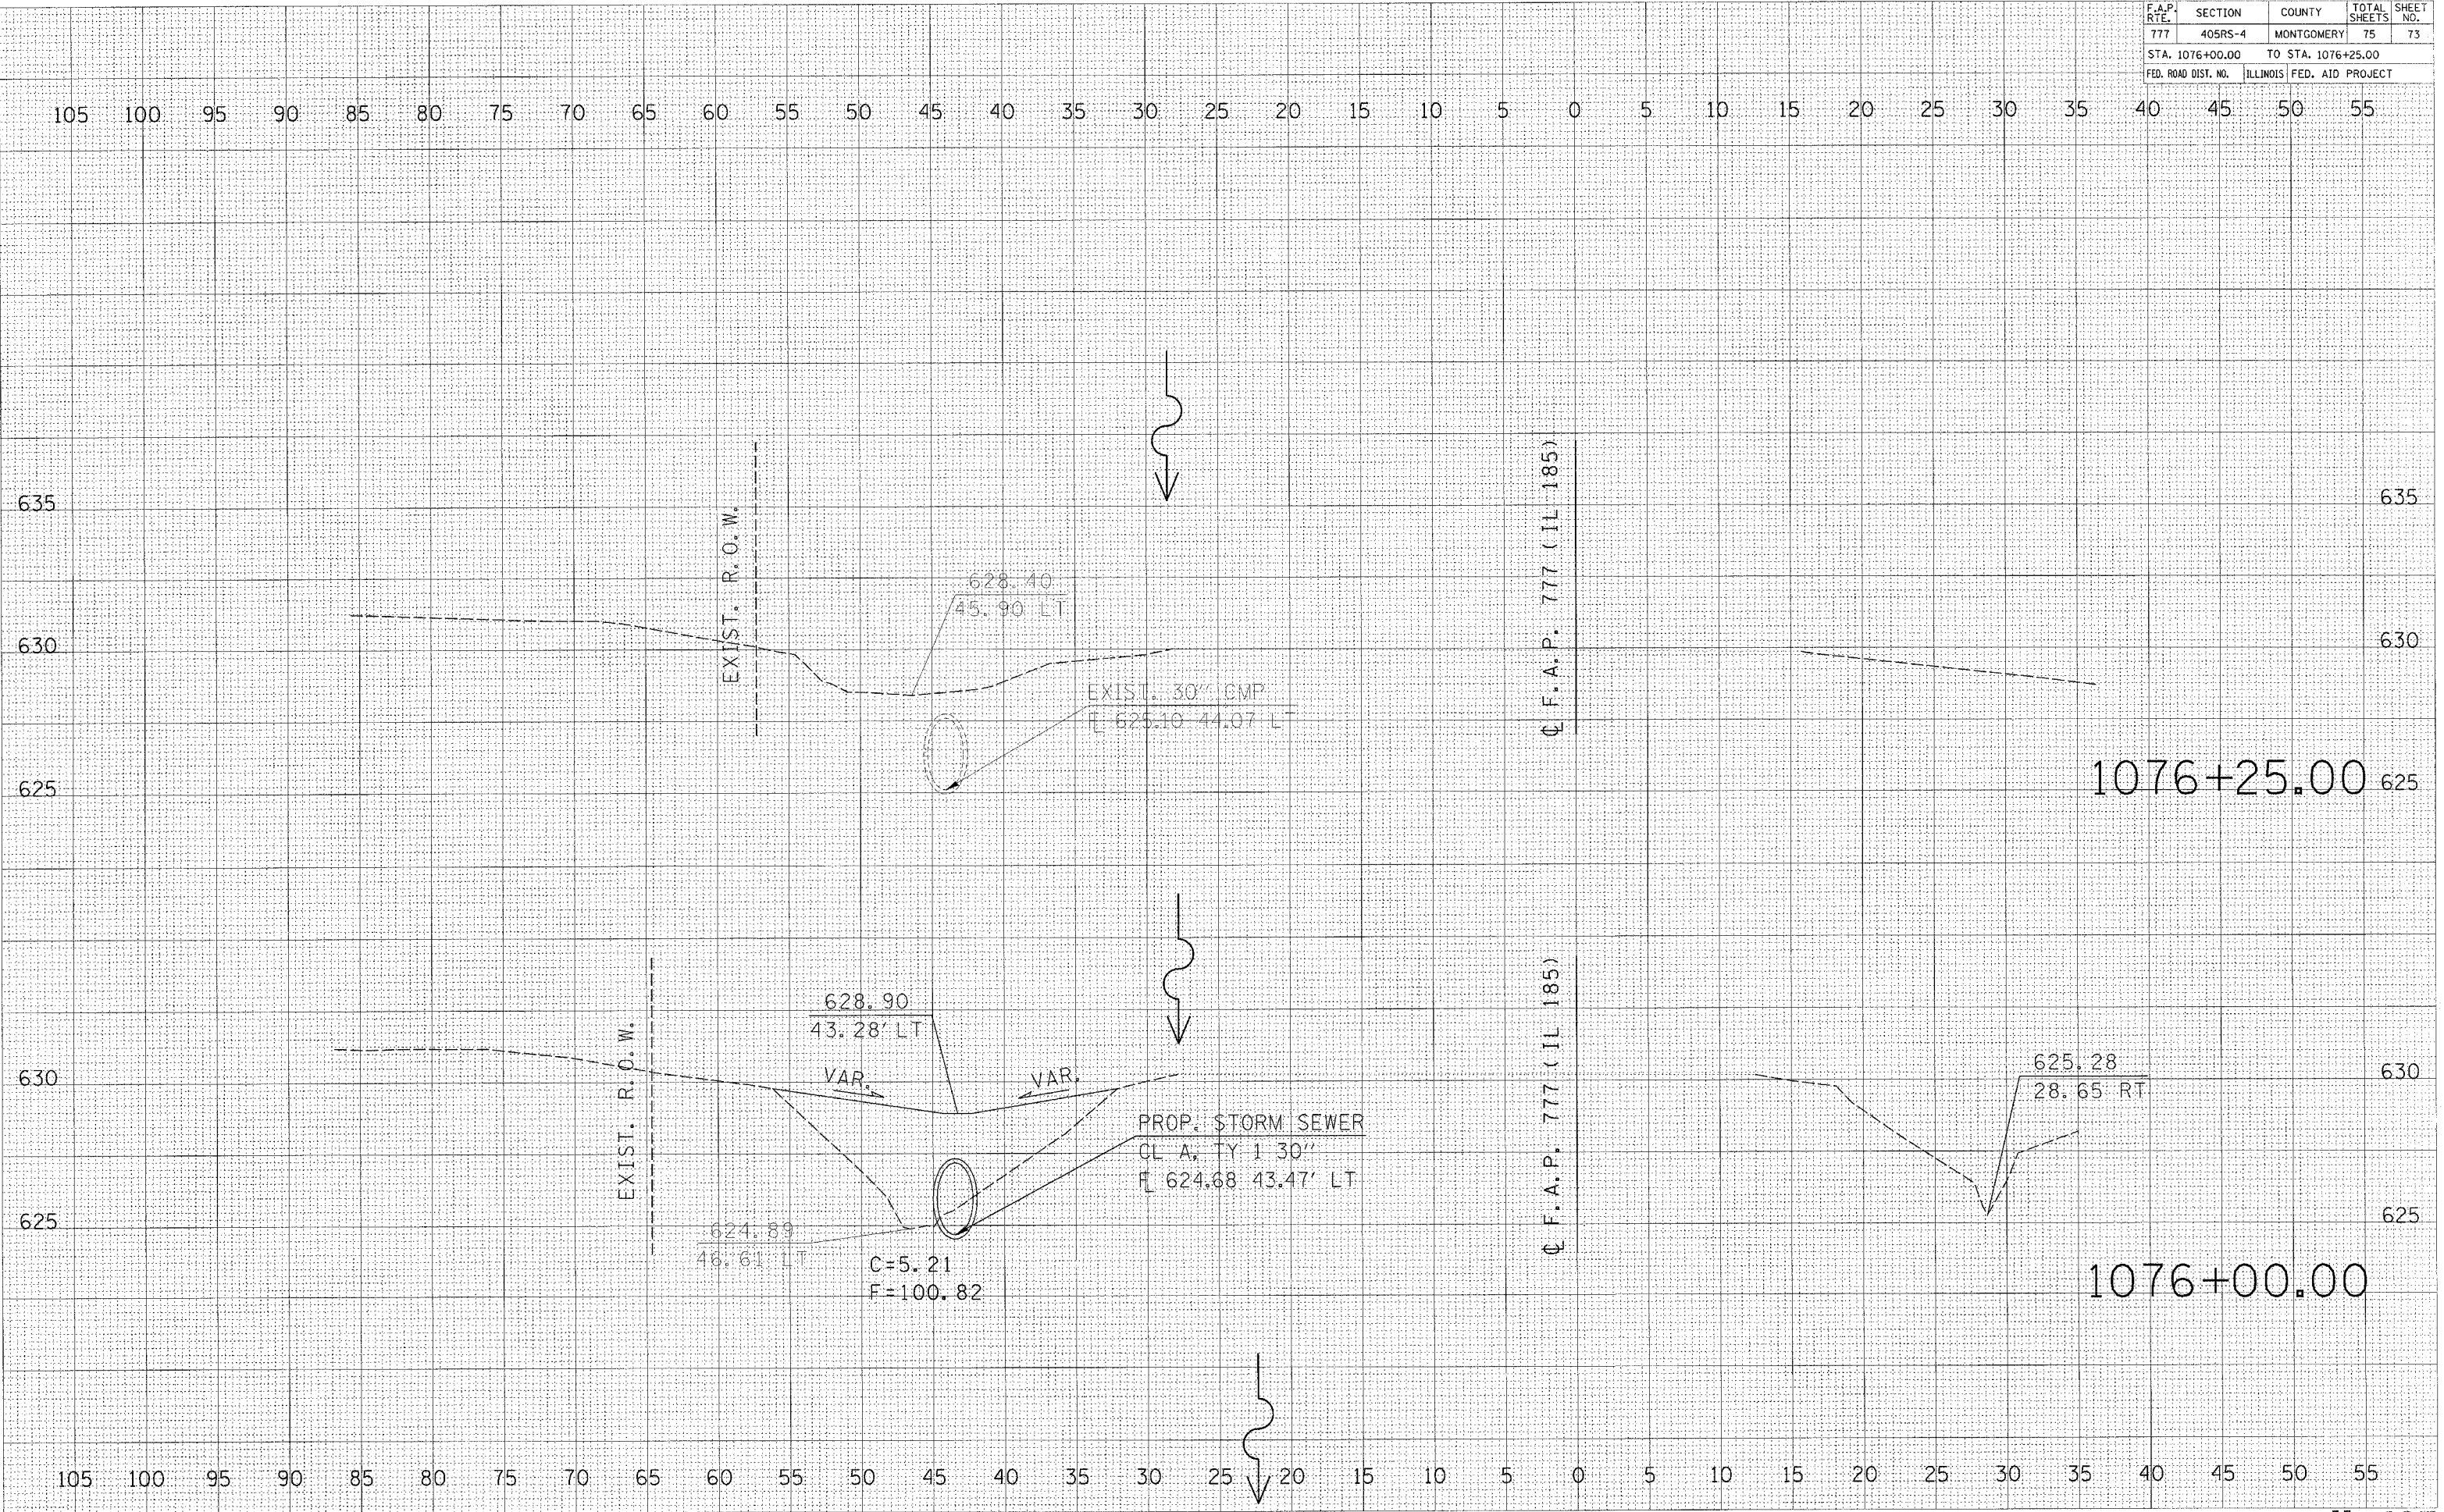 F.A.P. RTE. SECTION COUNTY TOTAL SHEETS SHEET NO.
777 405RS-4 MONTGOMERY 75 73
STA. 1076+00.00 TO STA. 1076+25.00
FED. ROAD DIST. NO. ILLINOIS FED. AID PROJECT
105 100 95 90 85 80 75 70 65 60 55 50 45 40 35 30 25 20 15 10 5 0 5 10 15 20 25 30 35 40 45 50 55
635 635
EXIST. R.O.W.
℄ F.A.P. 777 (IL 185)
628.40
45.90 LT
630 630
EXIST. 30" CMP
FL 625.10 44.07 LT
1076+25.00
625 625
628.90
43.28' LT
EXIST. R.O.W.
℄ F.A.P. 777 (IL 185)
630 630
VAR. VAR.
625.28
28.65 RT
PROP. STORM SEWER
CL A, TY 1 30"
FL 624.68 43.47' LT
625 625
624.89
46.61 LT
C=5.21
F=100.82
1076+00.00
105 100 95 90 85 80 75 70 65 60 55 50 45 40 35 30 25 20 15 10 5 0 5 10 15 20 25 30 35 40 45 50 55